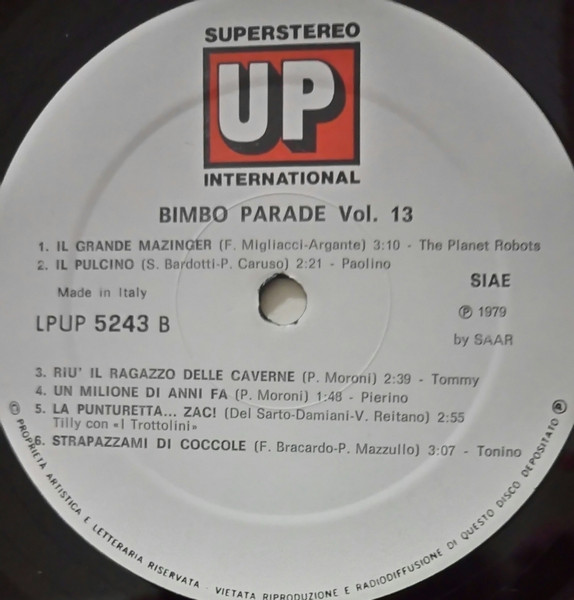 SUPERSTEREO
UP
INTERNATIONAL
BIMBO PARADE Vol. 13
1. IL GRANDE MAZINGER (F. Migliacci-Argante) 3:10 - The Planet Robots
2. IL PULCINO (S. Bardotti-P. Caruso) 2:21 - Paolino
Made in Italy
SIAE
LPUP 5243 B
℗ 1979
by SAAR
3. RIU' IL RAGAZZO DELLE CAVERNE (P. Moroni) 2:39 - Tommy
4. UN MILIONE DI ANNI FA (P. Moroni) 1:48 - Pierino
5. LA PUNTURETTA... ZAC! (Del Sarto-Damiani-V. Reitano) 2:55
Tilly con «I Trottolini»
6. STRAPAZZAMI DI COCCOLE (F. Bracardo-P. Mazzullo) 3:07 - Tonino
PROPRIETA ARTISTICA E LETTERARIA RISERVATA - VIETATA RIPRODUZIONE E RADIODIFFUSIONE DI QUESTO DISCO DEPOSITATO